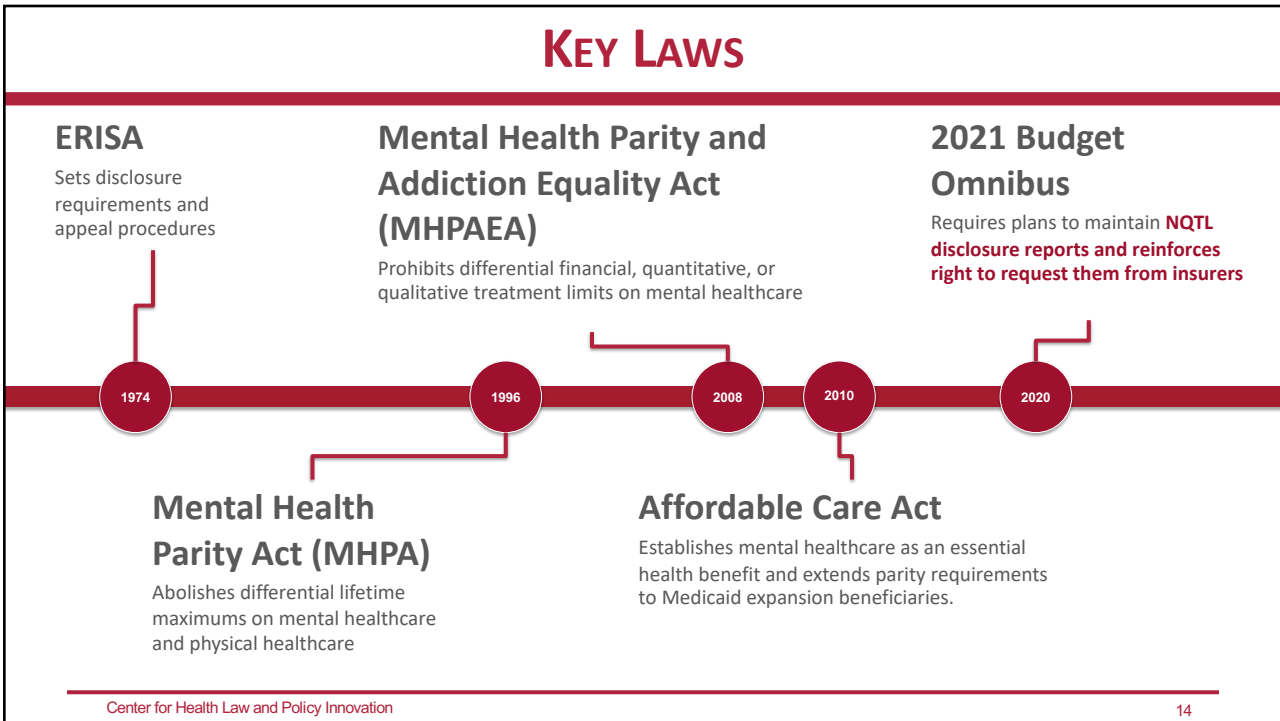 KEY LAWS
ERISA
Sets disclosure
requirements and
appeal procedures
Mental Health Parity and
Addiction Equality Act
(MHPAEA)
Prohibits differential financial, quantitative, or
qualitative treatment limits on mental healthcare
2021 Budget
Omnibus
Requires plans to maintain NQTL
disclosure reports and reinforces
right to request them from insurers
1974
1996
2008
2010
2020
Mental Health
Parity Act (MHPA)
Abolishes differential lifetime
maximums on mental healthcare
and physical healthcare
Affordable Care Act
Establishes mental healthcare as an essential
health benefit and extends parity requirements
to Medicaid expansion beneficiaries.
Center for Health Law and Policy Innovation
14